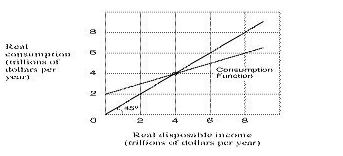 Real
consumption
(trillions of
dollars per
year)
8
6
4
2
0
45°
Consumption
Function
2
4
6
8
Real disposable income
(trillions of dollars per year)